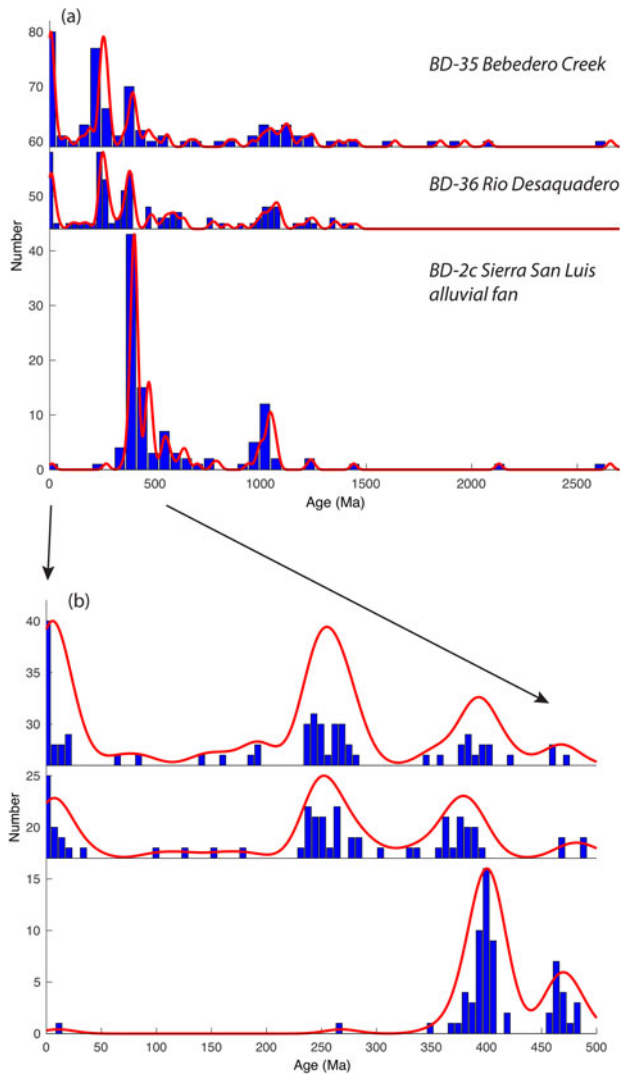 (a)
80
70
60
BD-35 Bebedero Creek
50
BD-36 Rio Desaquadero
Number
40
30
20
10
0
BD-2c Sierra San Luis
alluvial fan
0 500 1000 1500 2000 2500
Age (Ma)
(b)
40
35
30
25
20
Number
15
10
5
0
0 50 100 150 200 250 300 350 400 450 500
Age (Ma)